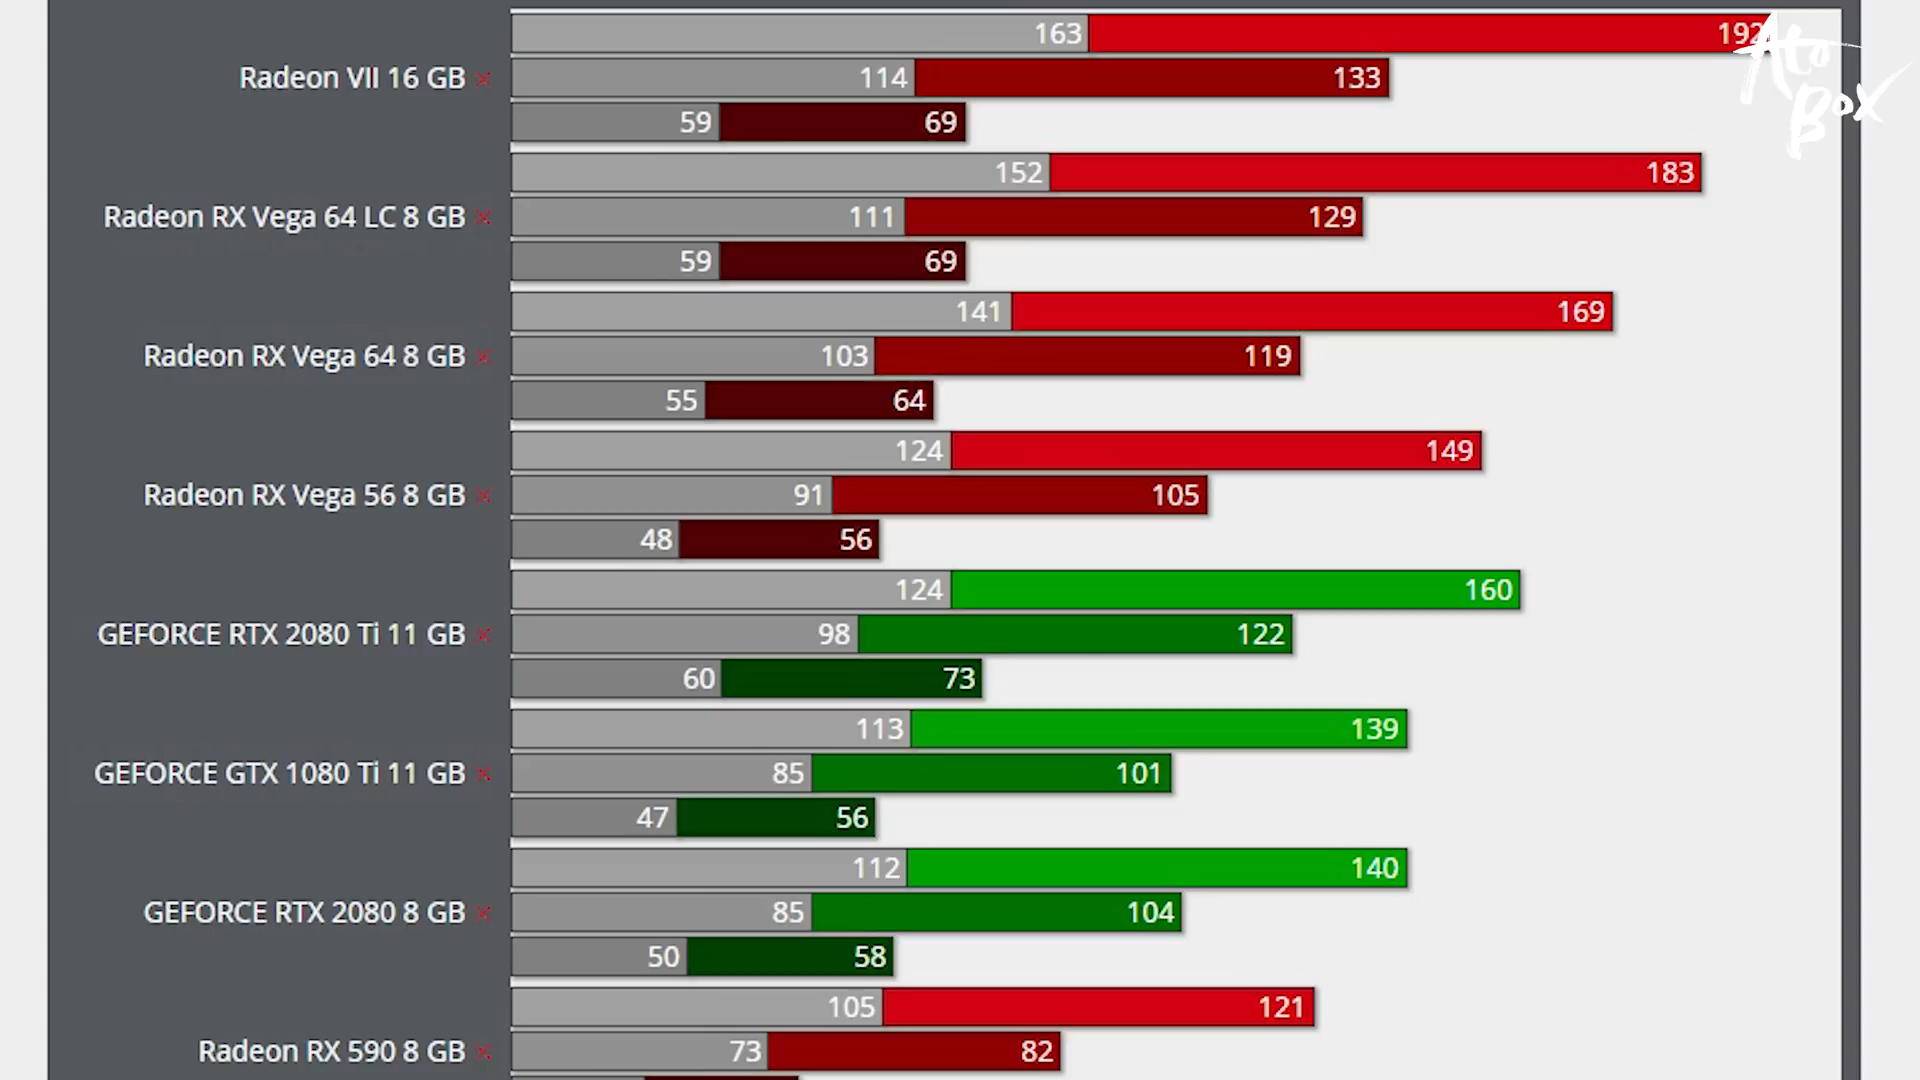 163 192
Radeon VII 16 GB × 114 133
59 69
152 183
Radeon RX Vega 64 LC 8 GB × 111 129
59 69
141 169
Radeon RX Vega 64 8 GB × 103 119
55 64
124 149
Radeon RX Vega 56 8 GB × 91 105
48 56
124 160
GEFORCE RTX 2080 Ti 11 GB × 98 122
60 73
113 139
GEFORCE GTX 1080 Ti 11 GB × 85 101
47 56
112 140
GEFORCE RTX 2080 8 GB × 85 104
50 58
105 121
Radeon RX 590 8 GB × 73 82
Ato
Box